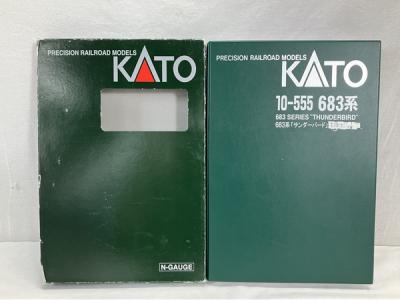 PRECISION RAILROAD MODELS
KATO
N-GAUGE
PRECISION RAILROAD MODELS
KATO
10-555 683系
683 SERIES "THUNDERBIRD"
683系「サンダーバード」